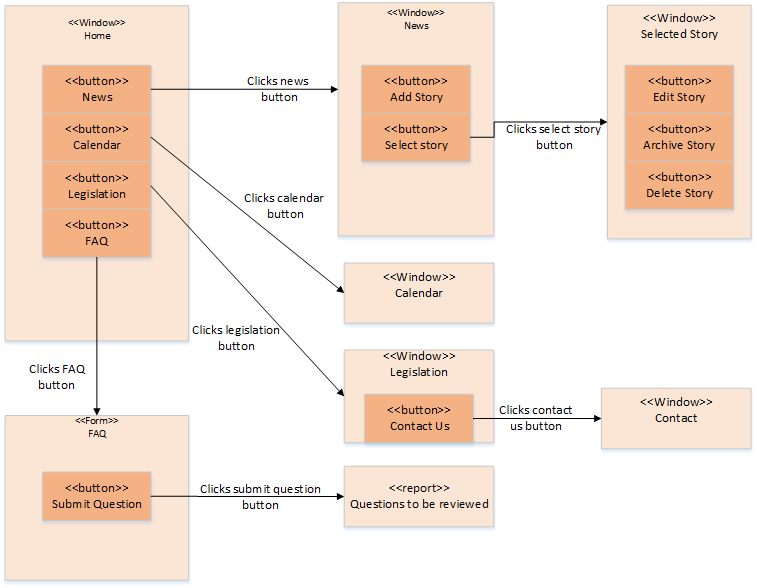 <<Window>>
Home
<<button>>
News
<<button>>
Calendar
<<button>>
Legislation
<<button>>
FAQ
Clicks news
button
Clicks calendar
button
Clicks legislation
button
Clicks FAQ
button
<<Window>>
News
<<button>>
Add Story
<<button>>
Select story
Clicks select story
button
<<Window>>
Selected Story
<<button>>
Edit Story
<<button>>
Archive Story
<<button>>
Delete Story
<<Window>>
Calendar
<<Window>>
Legislation
<<button>>
Contact Us
Clicks contact
us button
<<Window>>
Contact
<<Form>>
FAQ
<<button>>
Submit Question
Clicks submit question
button
<<report>>
Questions to be reviewed